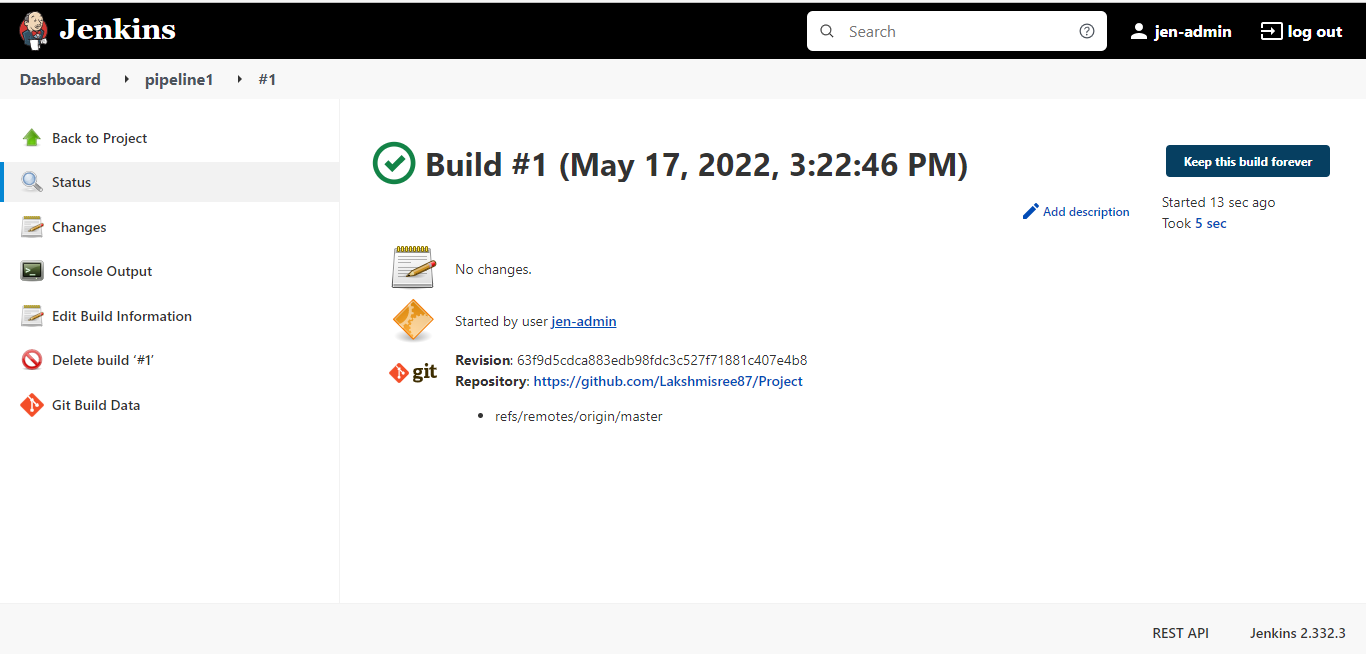 Jenkins
Search
jen-admin
log out
Dashboard
pipeline1
#1
Back to Project
Status
Changes
Console Output
Edit Build Information
Delete build ‘#1’
Git Build Data
Build #1 (May 17, 2022, 3:22:46 PM)
Keep this build forever
Add description
Started 13 sec ago
Took 5 sec
No changes.
Started by user jen-admin
git
Revision: 63f9d5cdca883edb98fdc3c527f71881c407e4b8
Repository: https://github.com/Lakshmisree87/Project
refs/remotes/origin/master
REST API
Jenkins 2.332.3